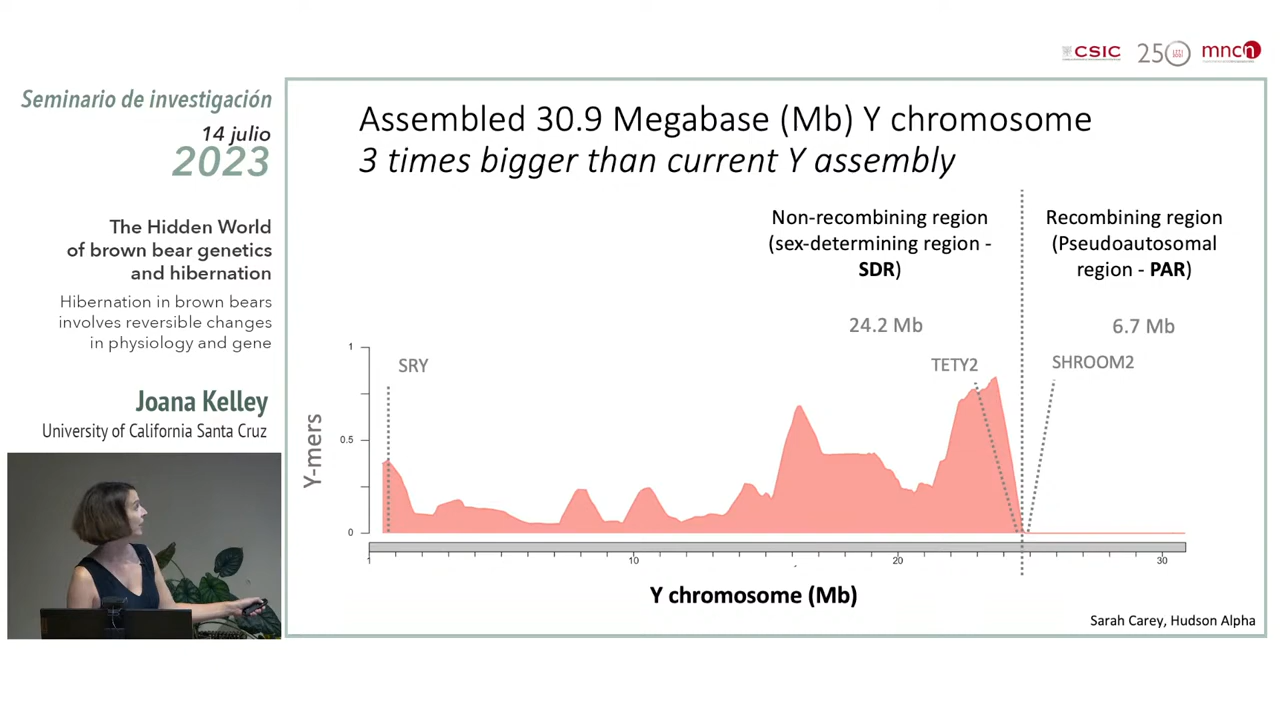 CSIC
250
mncn
Seminario de investigación
14 julio
2023
The Hidden World
of brown bear genetics
and hibernation
Hibernation in brown bears
involves reversible changes
in physiology and gene
Joana Kelley
University of California Santa Cruz
Assembled 30.9 Megabase (Mb) Y chromosome
3 times bigger than current Y assembly
Non-recombining region
(sex-determining region -
SDR)
Recombining region
(Pseudoautosomal
region - PAR)
24.2 Mb
6.7 Mb
SRY
TETY2
SHROOM2
Y-mers
1
0.5
0
1
10
20
30
Y chromosome (Mb)
Sarah Carey, Hudson Alpha